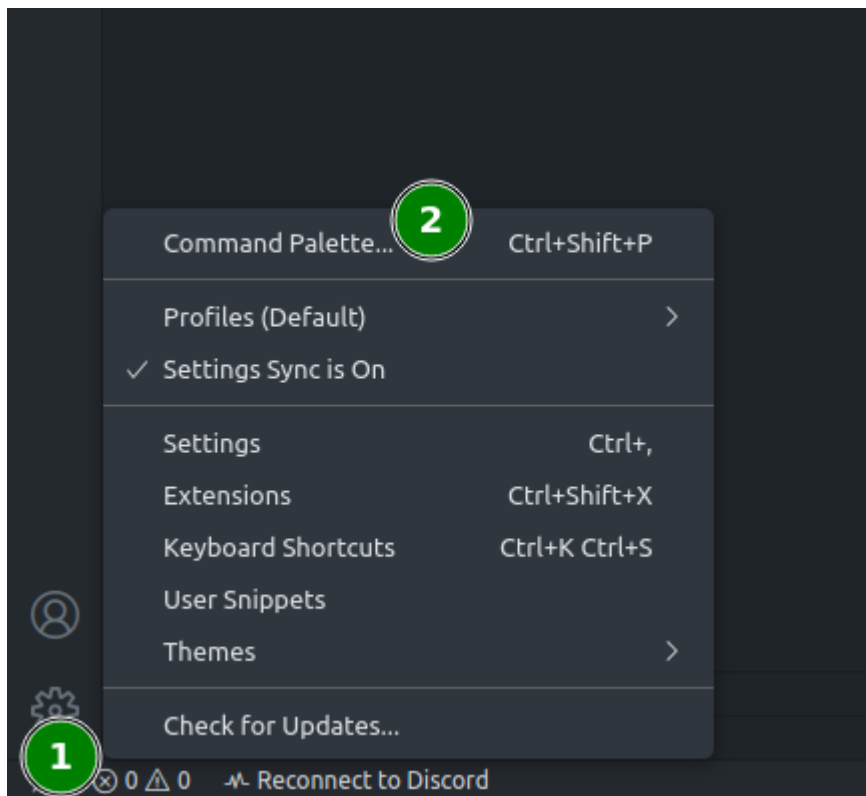 2
Command Palette... Ctrl+Shift+P
Profiles (Default)
Settings Sync is On
Settings Ctrl+,
Extensions Ctrl+Shift+X
Keyboard Shortcuts Ctrl+K Ctrl+S
User Snippets
Themes
Check for Updates...
1
0 0 Reconnect to Discord